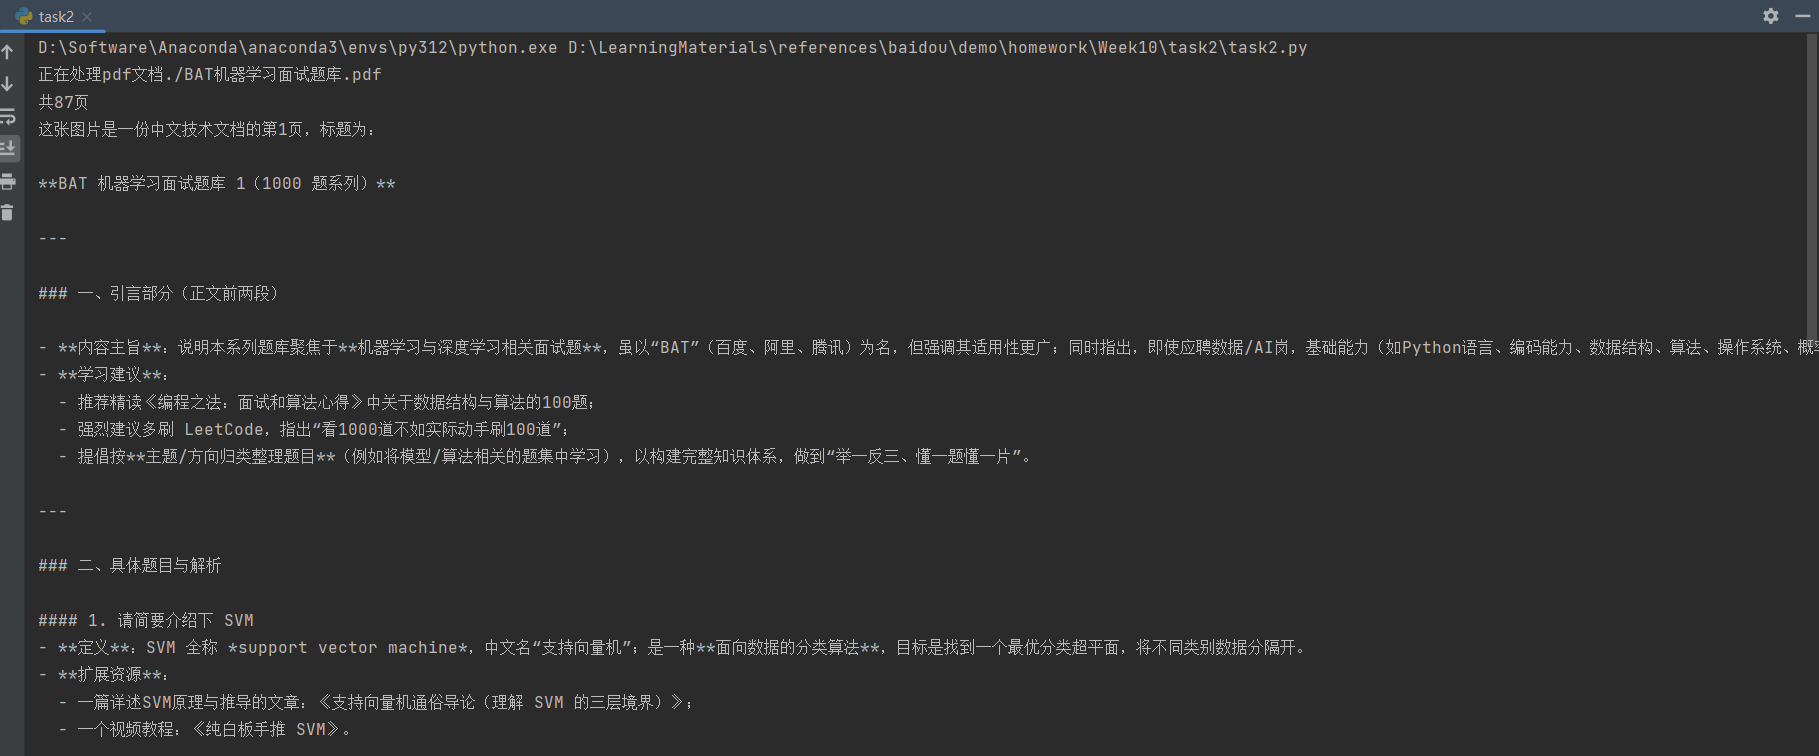 task2
D:\Software\Anaconda\anaconda3\envs\py312\python.exe D:\LearningMaterials\references\baidou\demo\homework\Week10\task2\task2.py
正在处理pdf文档./BAT机器学习面试题库.pdf
共87页
这张图片是一份中文技术文档的第1页，标题为：
**BAT 机器学习面试题库 1（1000 题系列）**
---
### 一、引言部分（正文前两段）
- **内容主旨**：说明本系列题库聚焦于**机器学习与深度学习相关面试题**，虽以“BAT”（百度、阿里、腾讯）为名，但强调其适用性更广；同时指出，即使应聘数据/AI岗，基础能力（如Python语言、编码能力、数据结构、算法、操作系统、概
- **学习建议**：
  - 推荐精读《编程之法：面试和算法心得》中关于数据结构与算法的100题；
  - 强烈建议多刷 LeetCode，指出“看1000道不如实际动手刷100道”；
  - 提倡按**主题/方向归类整理题目**（例如将模型/算法相关的题集中学习），以构建完整知识体系，做到“举一反三、懂一题懂一片”。
---
### 二、具体题目与解析
#### 1. 请简要介绍下 SVM
- **定义**：SVM 全称 *support vector machine*，中文名“支持向量机”；是一种**面向数据的分类算法**，目标是找到一个最优分类超平面，将不同类别数据分隔开。
- **扩展资源**：
  - 一篇详述SVM原理与推导的文章：《支持向量机通俗导论（理解 SVM 的三层境界）》；
  - 一个视频教程：《纯白板手推 SVM》。